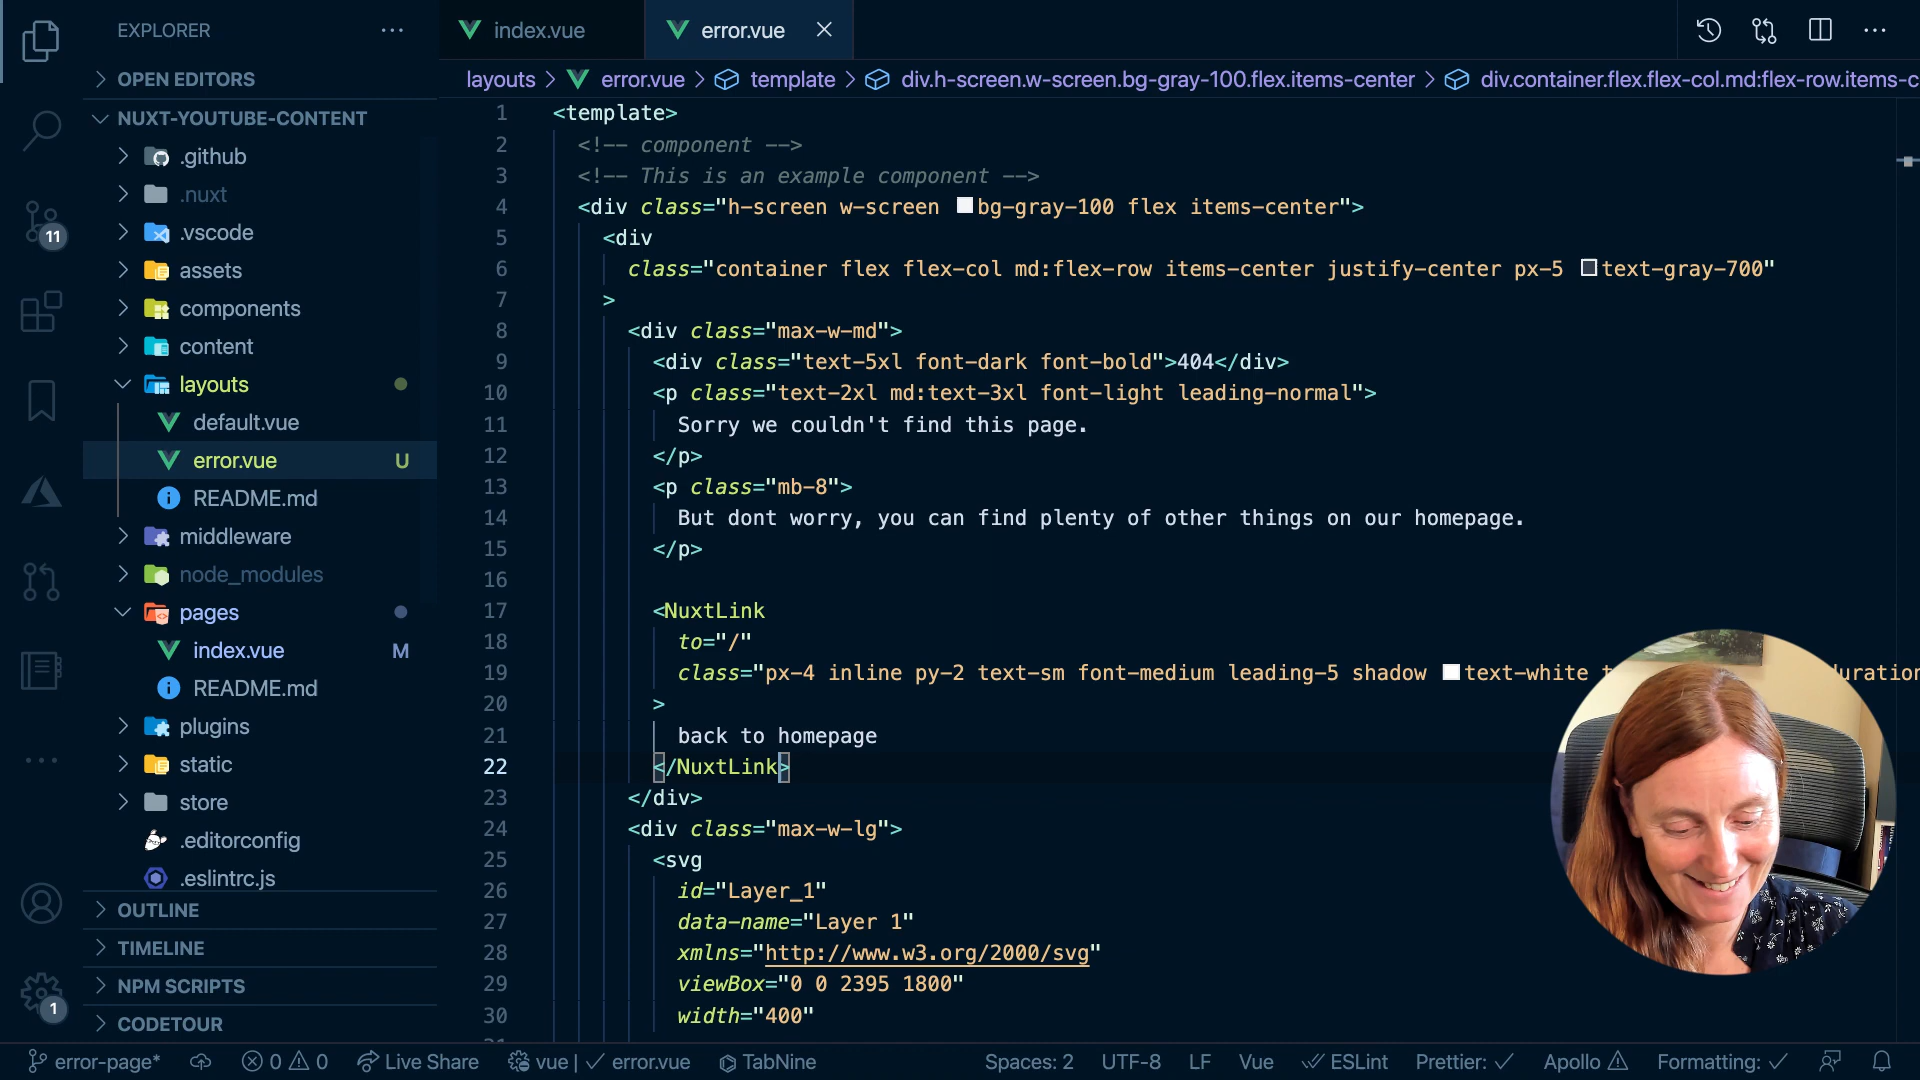 EXPLORER
index.vue
error.vue
OPEN EDITORS
layouts > error.vue > template > div.h-screen.w-screen.bg-gray-100.flex.items-center > div.container.flex.flex-col.md:flex-row.items-c
NUXT-YOUTUBE-CONTENT
.github
.nuxt
.vscode
assets
components
content
layouts
default.vue
error.vue U
README.md
middleware
node_modules
pages
index.vue M
README.md
plugins
static
store
.editorconfig
.eslintrc.js
OUTLINE
TIMELINE
NPM SCRIPTS
CODETOUR
11
1
1 <template>
2 <!-- component -->
3 <!-- This is an example component -->
4 <div class="h-screen w-screen bg-gray-100 flex items-center">
5 <div
6 class="container flex flex-col md:flex-row items-center justify-center px-5 text-gray-700"
7 >
8 <div class="max-w-md">
9 <div class="text-5xl font-dark font-bold">404</div>
10 <p class="text-2xl md:text-3xl font-light leading-normal">
11 Sorry we couldn't find this page.
12 </p>
13 <p class="mb-8">
14 But dont worry, you can find plenty of other things on our homepage.
15 </p>
16
17 <NuxtLink
18 to="/"
19 class="px-4 inline py-2 text-sm font-medium leading-5 shadow text-white
20 >
21 back to homepage
22 </NuxtLink>
23 </div>
24 <div class="max-w-lg">
25 <svg
26 id="Layer_1"
27 data-name="Layer 1"
28 xmlns="http://www.w3.org/2000/svg"
29 viewBox="0 0 2395 1800"
30 width="400"
error-page* 0 0 Live Share vue | error.vue TabNine Spaces: 2 UTF-8 LF Vue ESLint Prettier: Apollo Formatting: